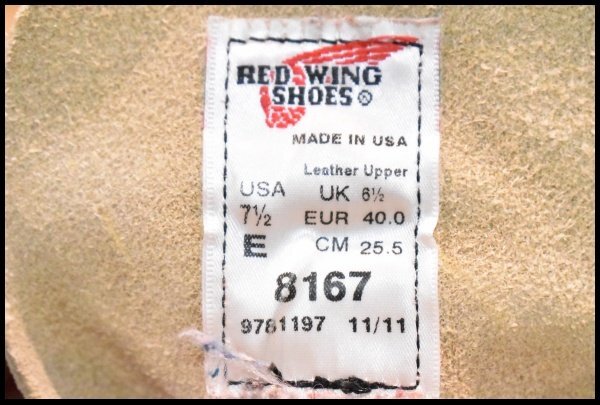 RED WING
SHOES®
MADE IN USA
Leather Upper
USA UK 6½
7½ EUR 40.0
E CM 25.5
8167
9781197 11/11